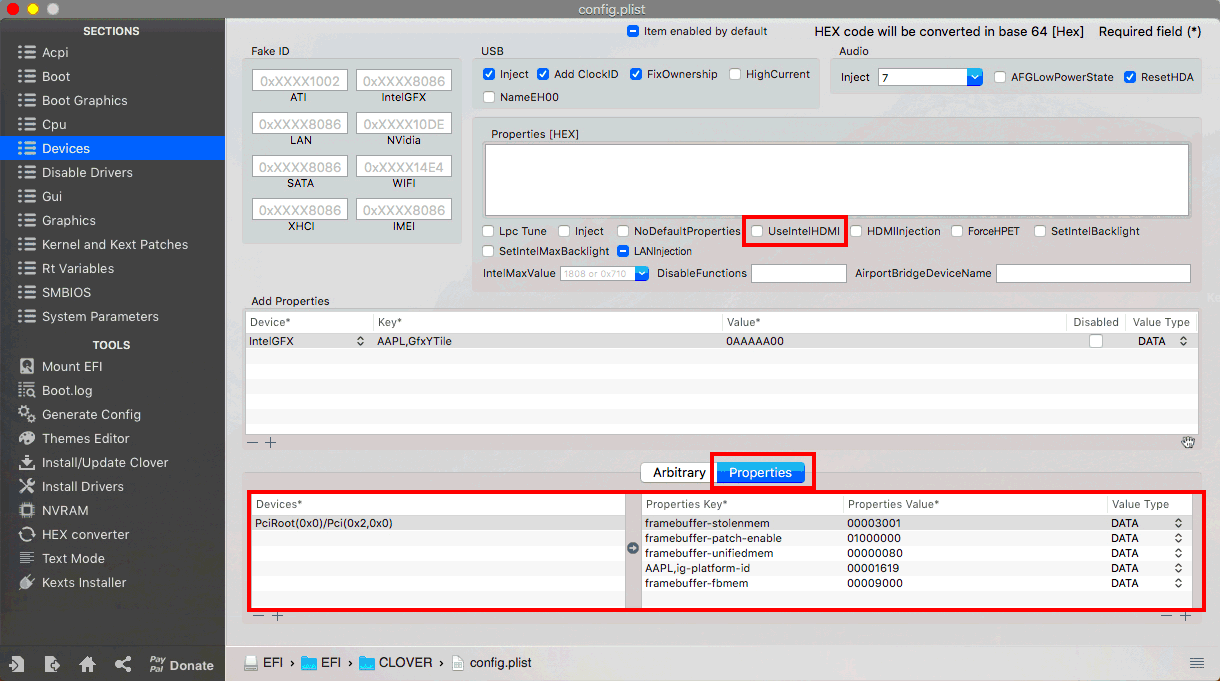 config.plist
SECTIONS
Acpi
Boot
Boot Graphics
Cpu
Devices
Disable Drivers
Gui
Graphics
Kernel and Kext Patches
Rt Variables
SMBIOS
System Parameters
TOOLS
Mount EFI
Boot.log
Generate Config
Themes Editor
Install/Update Clover
Install Drivers
NVRAM
HEX converter
Text Mode
Kexts Installer
Pay Pal Donate
Item enabled by default HEX code will be converted in base 64 [Hex] Required field (*)
Fake ID
0xXXXX1002 0xXXXX8086
ATI IntelGFX
0xXXXX8086 0xXXXX10DE
LAN NVidia
0xXXXX8086 0xXXXX14E4
SATA WIFI
0xXXXX8086 0xXXXX8086
XHCI IMEI
USB
Inject Add ClockID FixOwnership HighCurrent
NameEH00
Audio
Inject 7 AFGLowPowerState ResetHDA
Properties [HEX]
Lpc Tune Inject NoDefaultProperties UseIntelHDMI HDMIInjection ForceHPET SetIntelBacklight
SetIntelMaxBacklight LANInjection
IntelMaxValue 1808 or 0x710 DisableFunctions AirportBridgeDeviceName
Add Properties
Device* Key* Value* Disabled Value Type
IntelGFX AAPL,GfxYTile 0AAAAA00 DATA
Arbitrary Properties
Devices* Properties Key* Properties Value* Value Type
PciRoot(0x0)/Pci(0x2,0x0) framebuffer-stolenmem 00003001 DATA
framebuffer-patch-enable 01000000 DATA
framebuffer-unifiedmem 00000080 DATA
AAPL,ig-platform-id 00001619 DATA
framebuffer-fbmem 00009000 DATA
EFI › EFI › CLOVER › config.plist